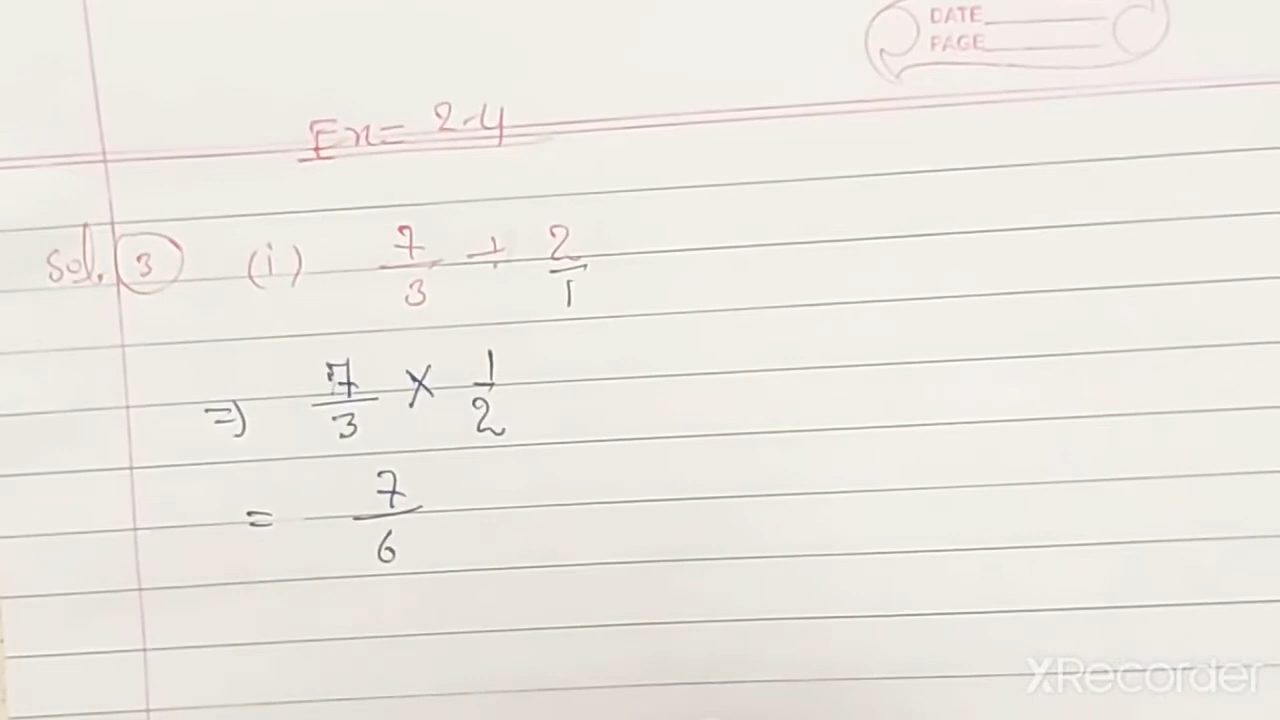 DATE
PAGE
Ex= 2.4
Sol. 3 (i) 7/3 ÷ 2/1
=) 7/3 × 1/2
= 7/6
XRecorder